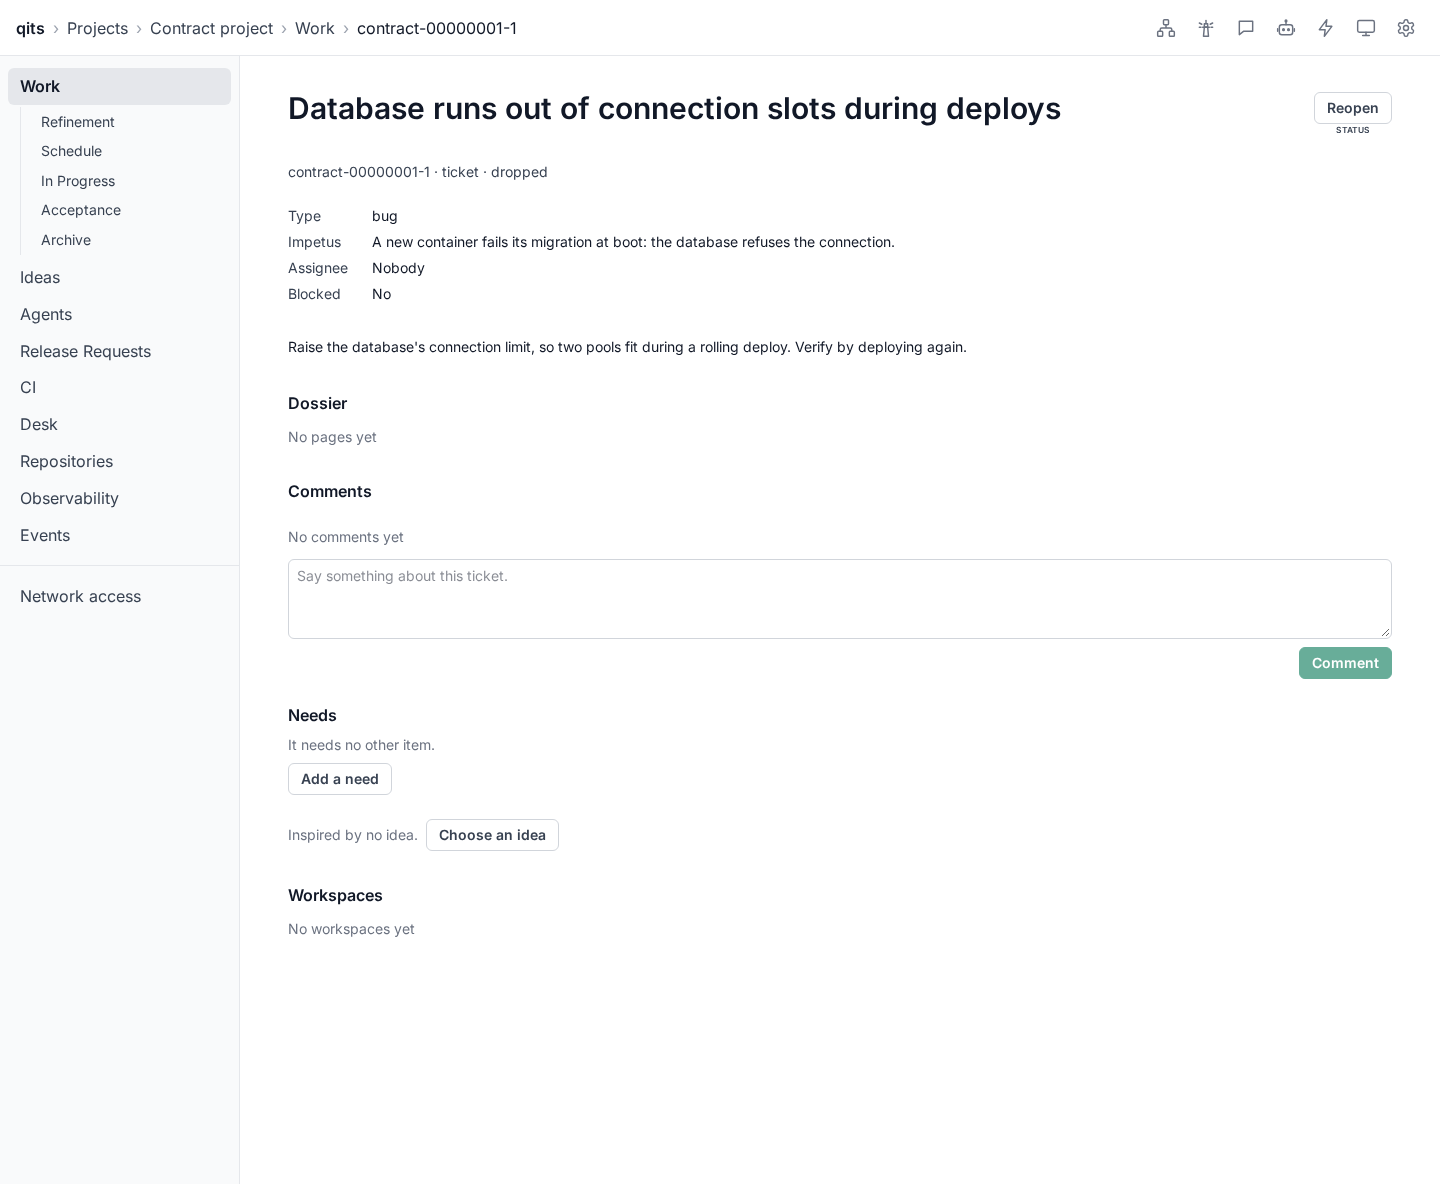 qits › Projects › Contract project › Work › contract-00000001-1
Work
Refinement
Schedule
In Progress
Acceptance
Archive
Ideas
Agents
Release Requests
CI
Desk
Repositories
Observability
Events
Network access
Database runs out of connection slots during deploys
Reopen
STATUS
contract-00000001-1 · ticket · dropped
Type bug
Impetus A new container fails its migration at boot: the database refuses the connection.
Assignee Nobody
Blocked No
Raise the database's connection limit, so two pools fit during a rolling deploy. Verify by deploying again.
Dossier
No pages yet
Comments
No comments yet
Say something about this ticket.
Comment
Needs
It needs no other item.
Add a need
Inspired by no idea. Choose an idea
Workspaces
No workspaces yet